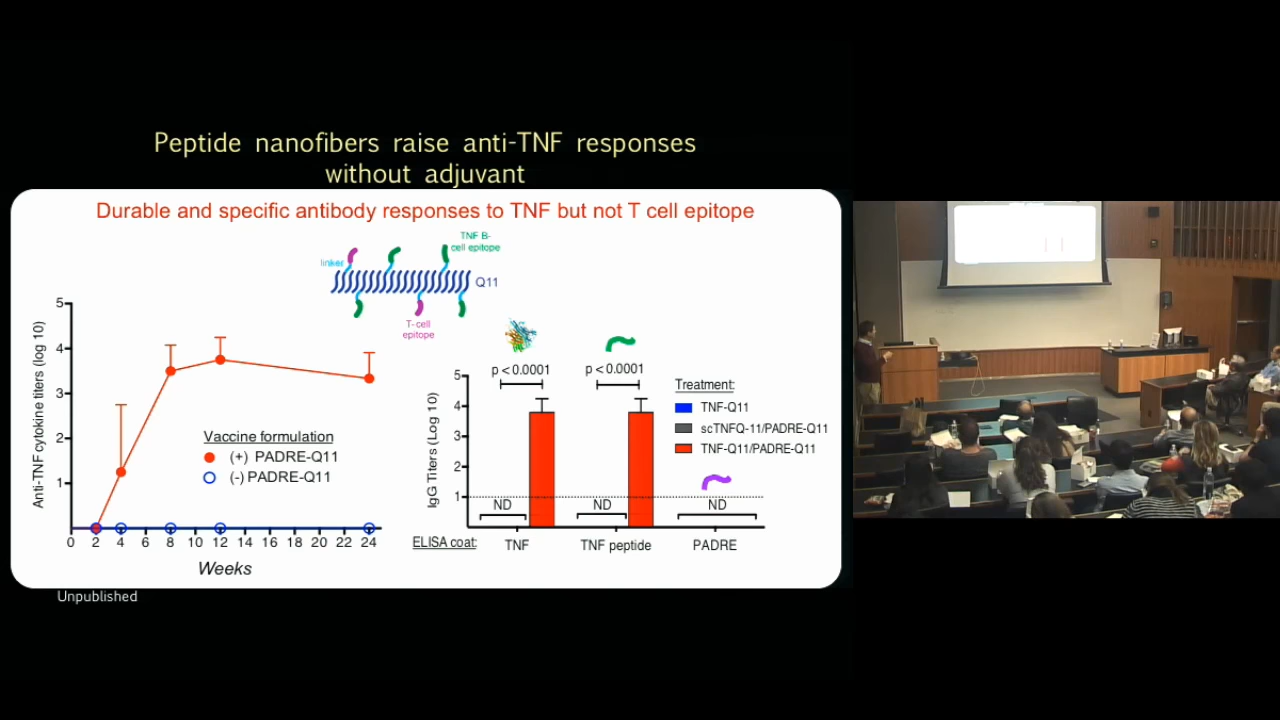 Peptide nanofibers raise anti-TNF responses
without adjuvant
Durable and specific antibody responses to TNF but not T cell epitope
TNF B-
cell epitope
linker
Q11
T-cell
epitope
Anti-TNF cytokine titers (log 10)
5
4
3
2
1
Vaccine formulation
(+) PADRE-Q11
(-) PADRE-Q11
0 2 4 6 8 10 12 14 16 18 20 22 24
Weeks
IgG Titers (Log 10)
5
4
3
2
1
p < 0.0001
p < 0.0001
ND
ND
ND
Treatment:
TNF-Q11
scTNFQ-11/PADRE-Q11
TNF-Q11/PADRE-Q11
ELISA coat:
TNF
TNF peptide
PADRE
Unpublished